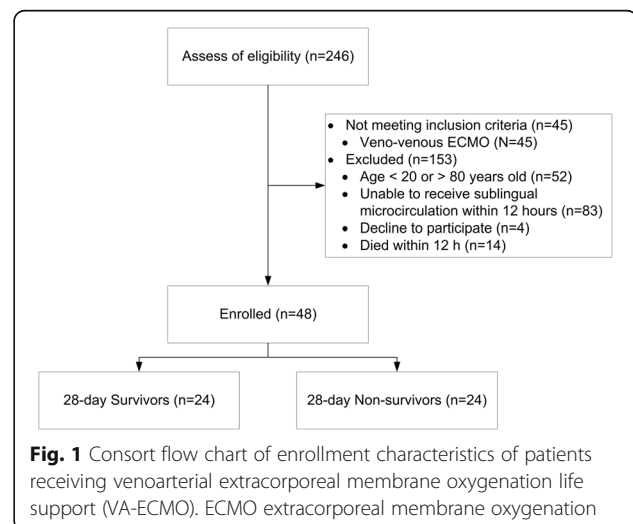 Assess of eligibility (n=246)
• Not meeting inclusion criteria (n=45)
• Veno-venous ECMO (N=45)
• Excluded (n=153)
• Age < 20 or > 80 years old (n=52)
• Unable to receive sublingual
microcirculation within 12 hours (n=83)
• Decline to participate (n=4)
• Died within 12 h (n=14)
Enrolled (n=48)
28-day Survivors (n=24)
28-day Non-survivors (n=24)
Fig. 1 Consort flow chart of enrollment characteristics of patients
receiving venoarterial extracorporeal membrane oxygenation life
support (VA-ECMO). ECMO extracorporeal membrane oxygenation